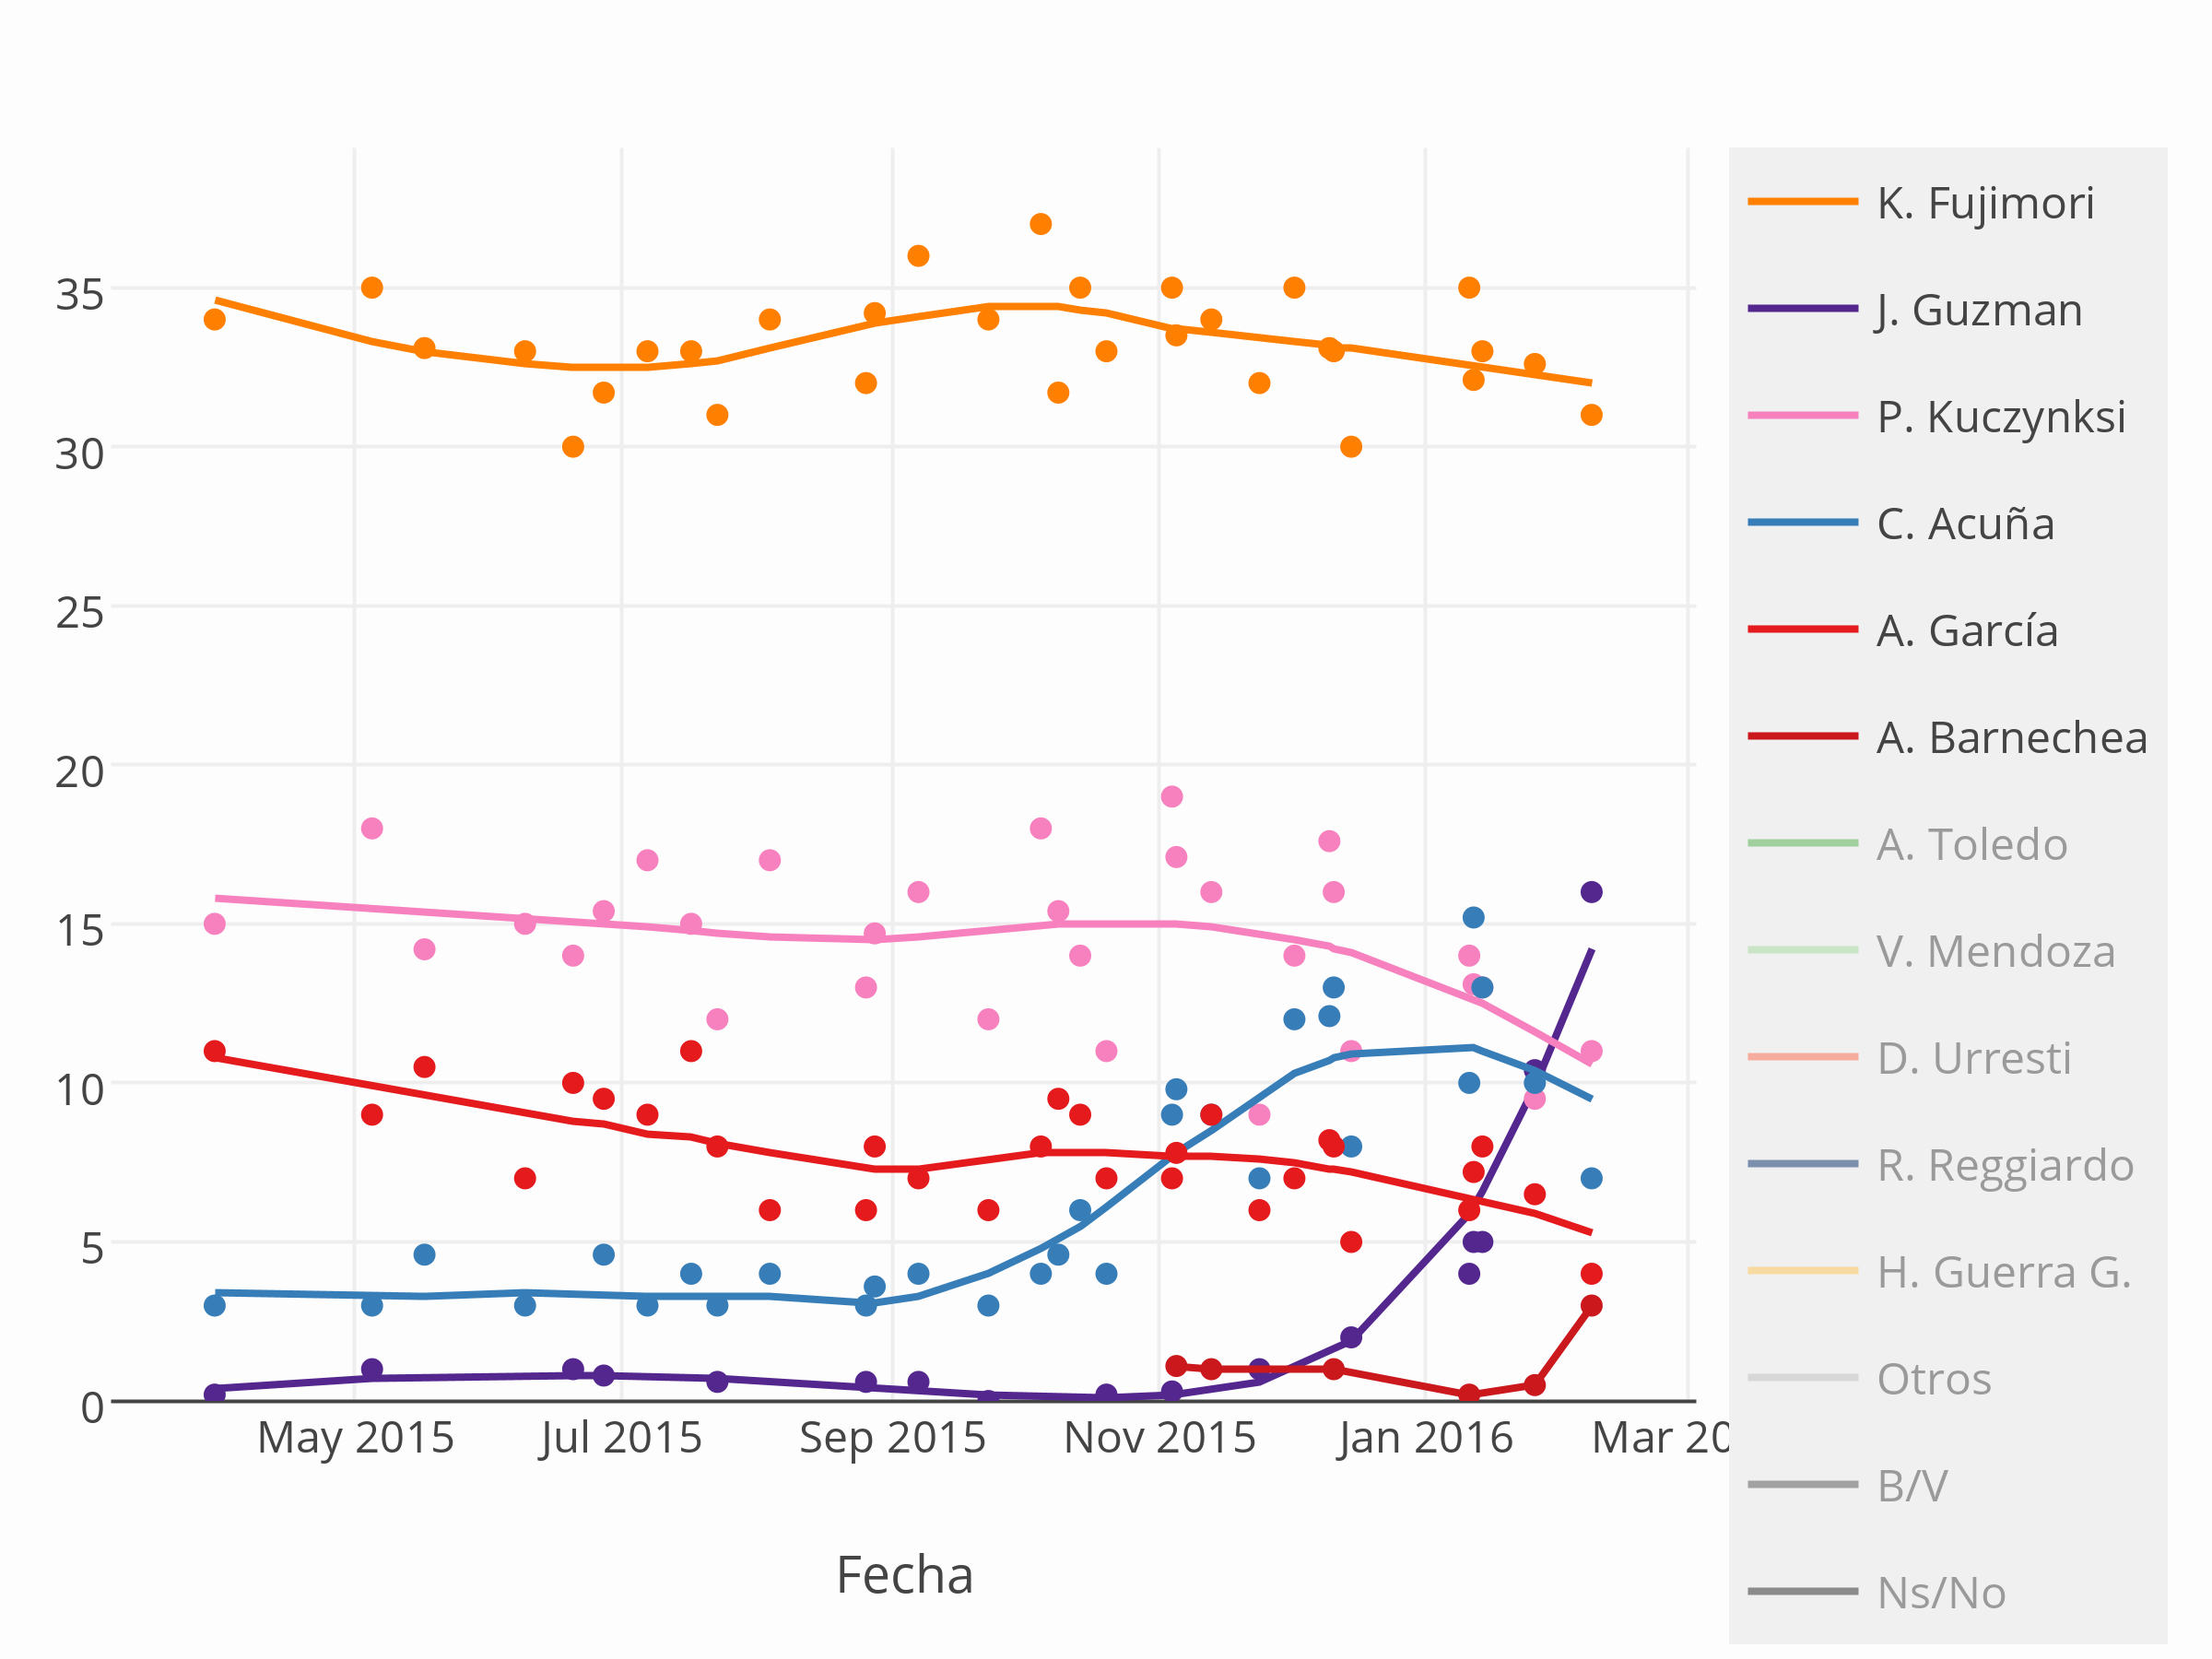 35
30
25
20
15
10
5
0
May 2015
Jul 2015
Sep 2015
Nov 2015
Jan 2016
Mar 20
Fecha
K. Fujimori
J. Guzman
P. Kuczynksi
C. Acuña
A. García
A. Barnechea
A. Toledo
V. Mendoza
D. Urresti
R. Reggiardo
H. Guerra G.
Otros
B/V
Ns/No